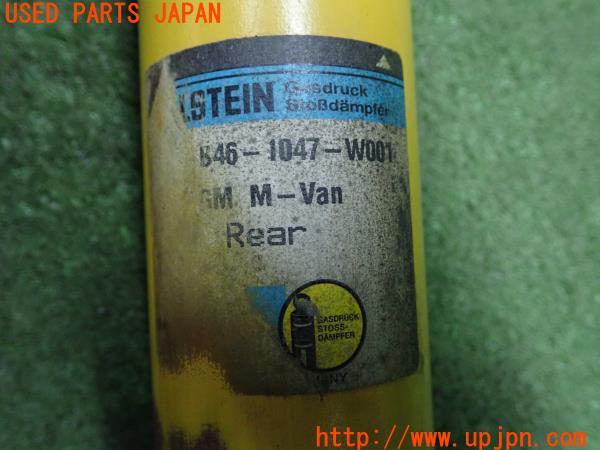 USED PARTS JAPAN
LSTEIN Gasdruck
Stoßdämpfer
B46-1047-W001
GM M-Van
Rear
GASDRUCK
STOSS-
DÄMPFER
http://www.upjpn.com/